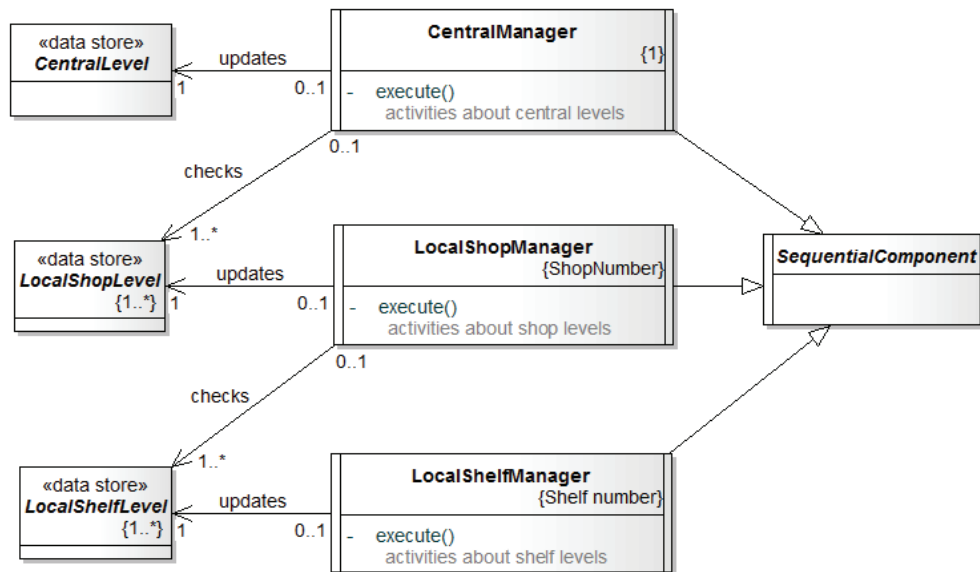 «data store»
CentralLevel
updates
1
0..1
CentralManager
{1}
- execute()
activities about central levels
0..1
checks
1..*
«data store»
LocalShopLevel
{1..*}
updates
1
0..1
LocalShopManager
{ShopNumber}
- execute()
activities about shop levels
SequentialComponent
0..1
checks
1..*
«data store»
LocalShelfLevel
{1..*}
updates
1
0..1
LocalShelfManager
{Shelf number}
- execute()
activities about shelf levels